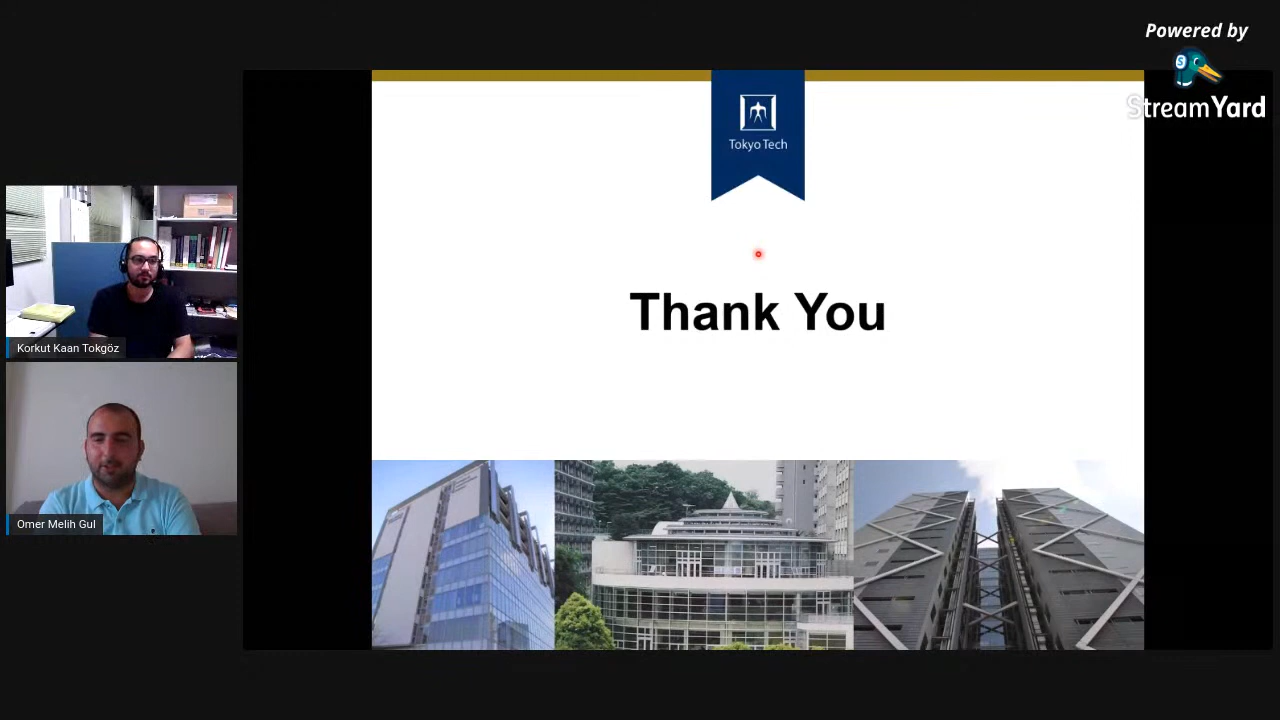 Powered by
StreamYard
Tokyo Tech
Thank You
Korkut Kaan Tokgöz
Omer Melih Gul